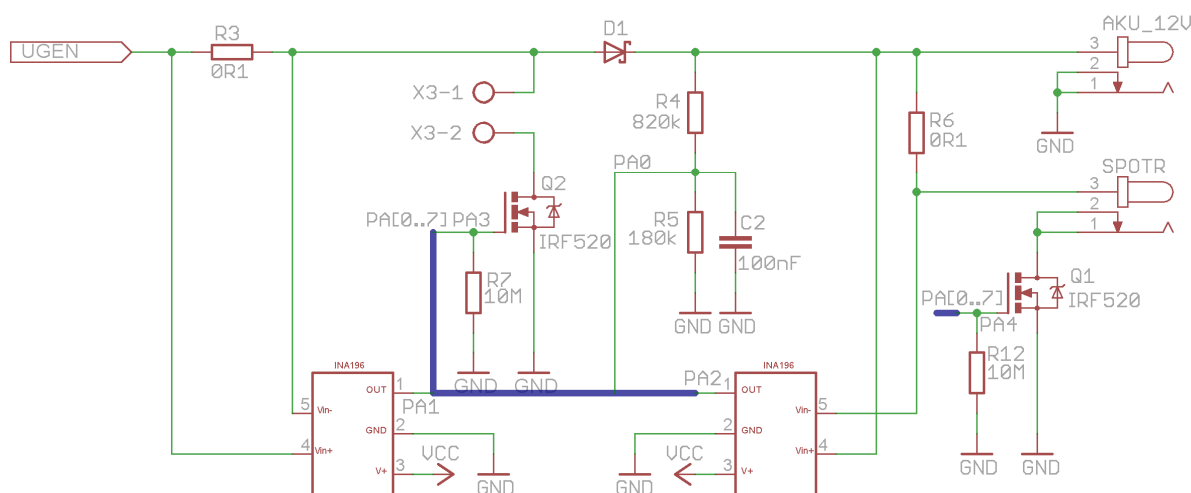 UGEN
R3
0R1
D1
AKU_12V
3
2
1
GND
X3-1
X3-2
R4
820k
R6
0R1
PA0
SPOTR
3
2
1
Q2
IRF520
PA[0..7] PA3
R5
180k
C2
100nF
R7
10M
GND
GND
Q1
IRF520
PA[0..7]
PA4
R12
10M
GND
GND
GND
GND
INA196
OUT
1
PA1
5
Vin-
GND
2
4
Vin+
VCC
V+
3
GND
INA196
PA2
1
OUT
Vin-
5
2
GND
Vin+
4
VCC
3
V+
GND